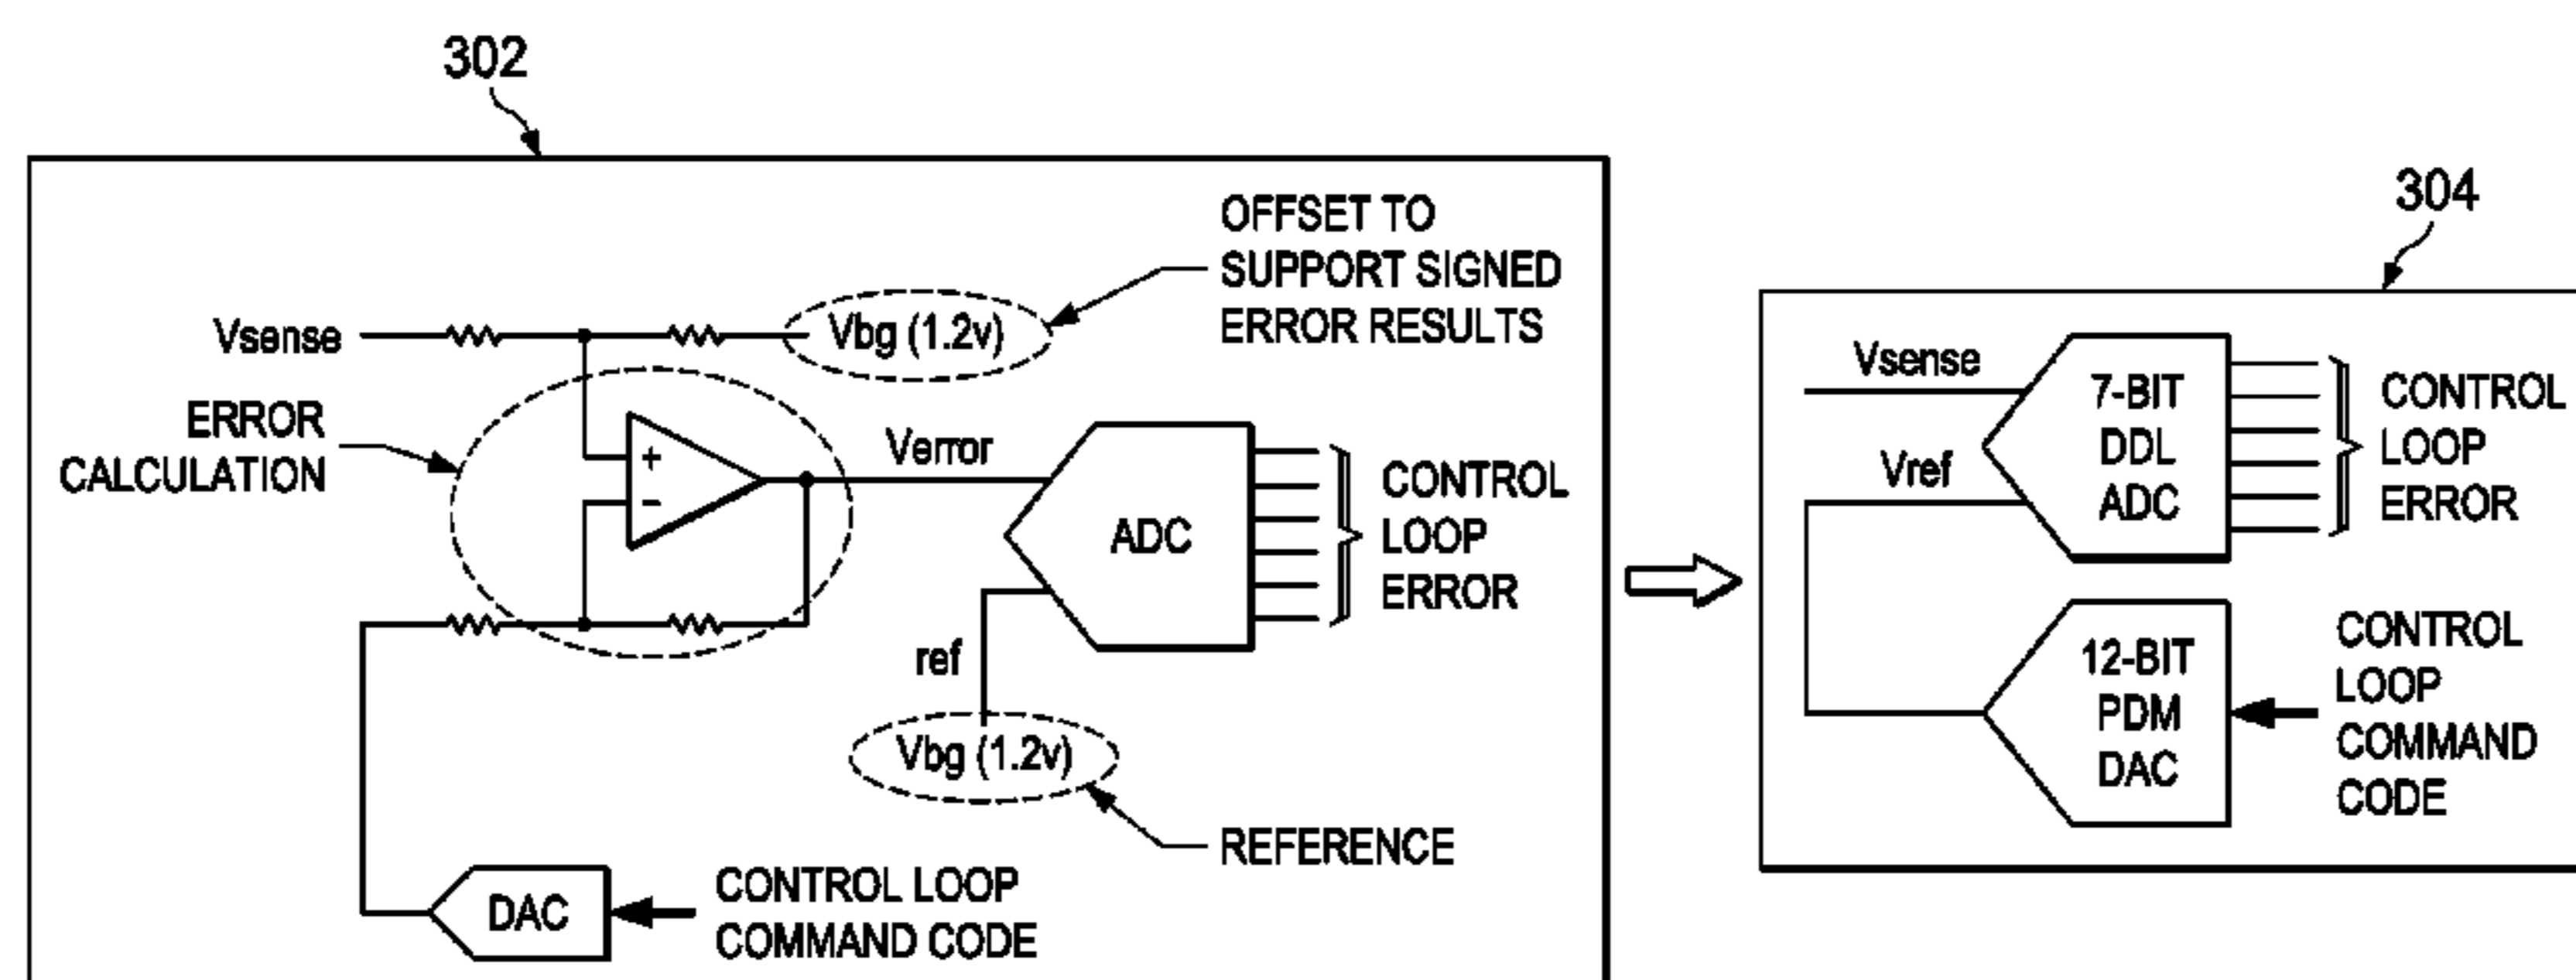 302
OFFSET TO
SUPPORT SIGNED
ERROR RESULTS
Vsense
Vbg (1.2v)
ERROR
CALCULATION
+
-
Verror
ADC
CONTROL
LOOP
ERROR
ref
Vbg (1.2v)
REFERENCE
DAC
CONTROL LOOP
COMMAND CODE
304
Vsense
Vref
7-BIT
DDL
ADC
CONTROL
LOOP
ERROR
12-BIT
PDM
DAC
CONTROL
LOOP
COMMAND
CODE